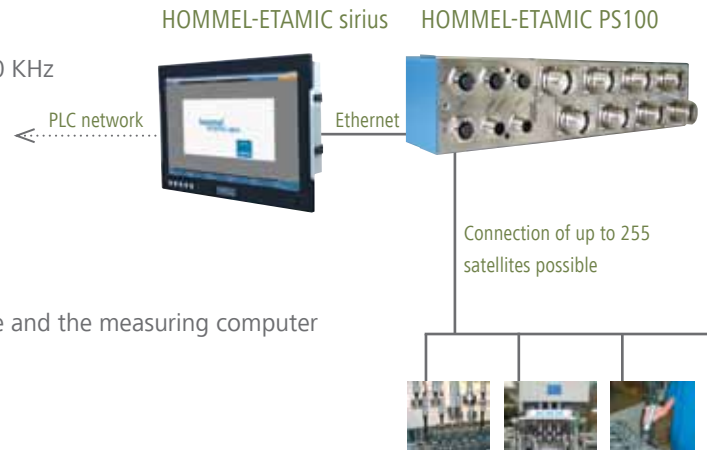 HOMMEL-ETAMIC sirius
HOMMEL-ETAMIC PS100
0 KHz
PLC network
Ethernet
Connection of up to 255
satellites possible
e and the measuring computer